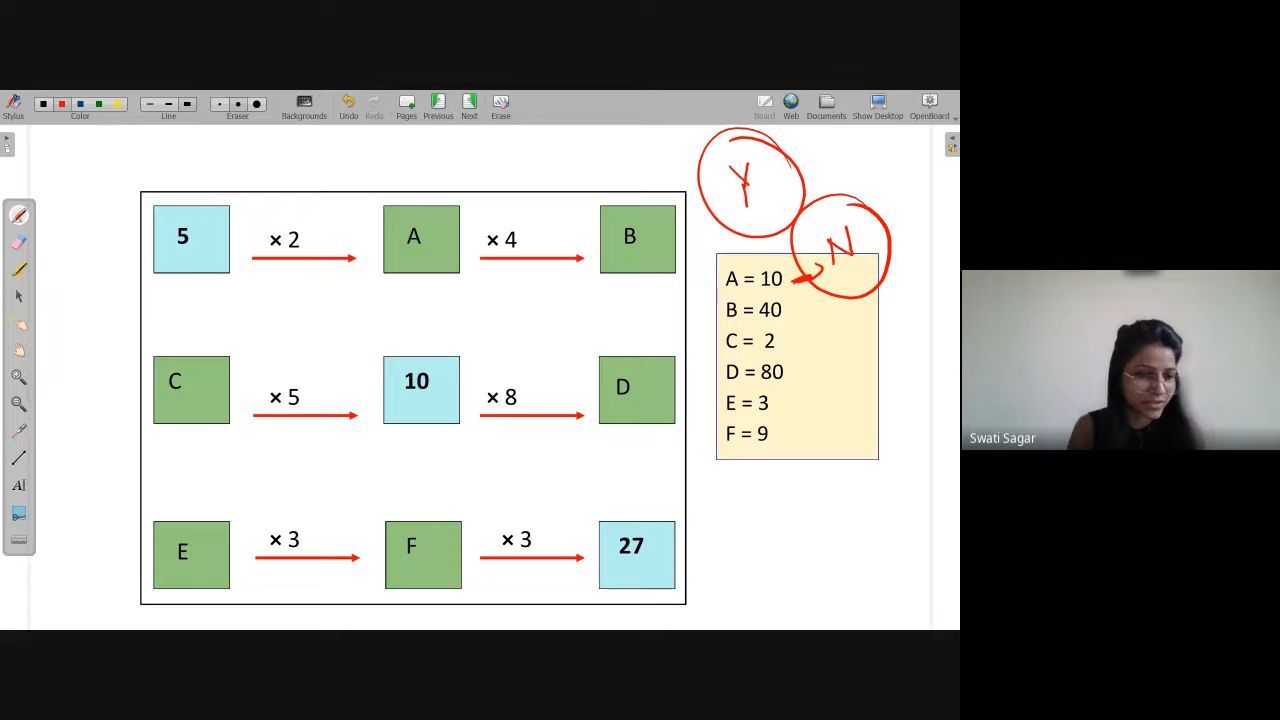 Stylus Color Line Eraser Backgrounds Undo Redo Pages Previous Next Erase Board Web Documents Show Desktop OpenBoard
Y
N
5 × 2 A × 4 B
C × 5 10 × 8 D
E × 3 F × 3 27
A = 10
B = 40
C = 2
D = 80
E = 3
F = 9
Swati Sagar